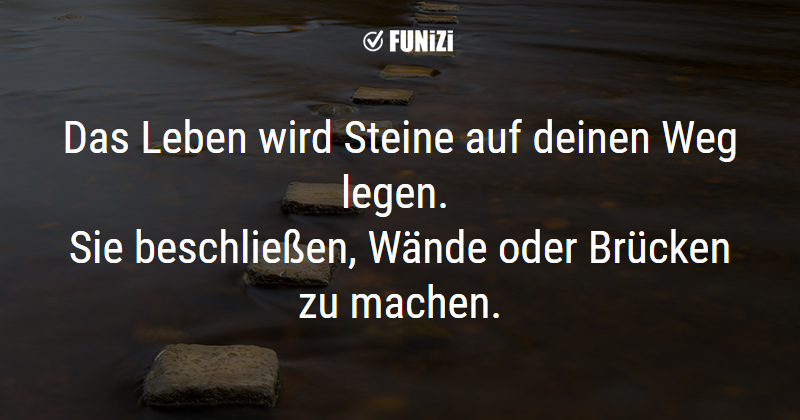 FUNiZi
Das Leben wird Steine auf deinen Weg
legen.
Sie beschließen, Wände oder Brücken
zu machen.